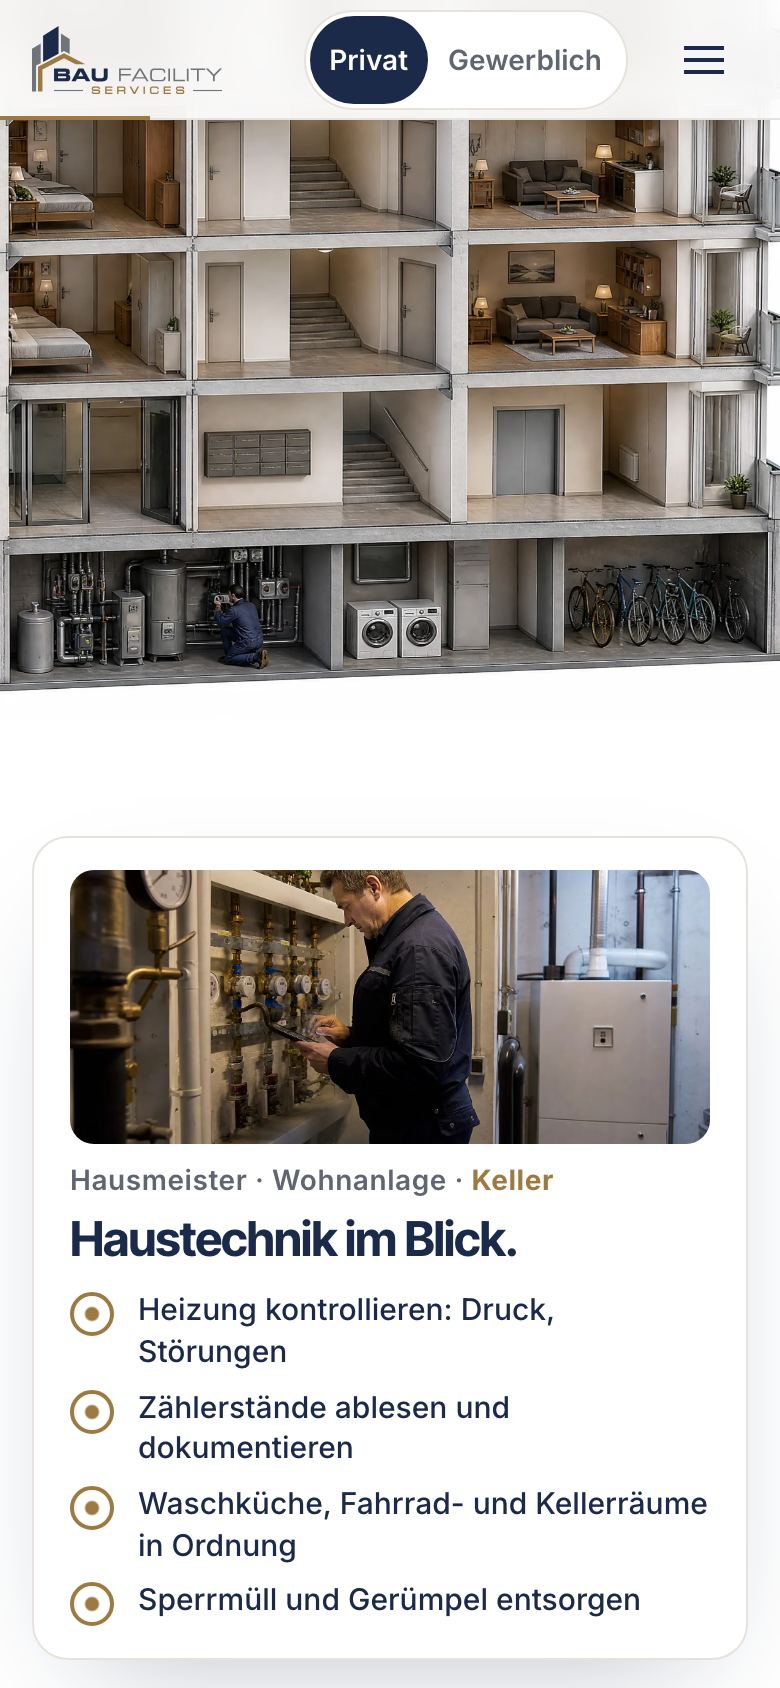 BAU FACILITY
SERVICES
Privat
Gewerblich
Hausmeister · Wohnanlage · Keller
Haustechnik im Blick.
Heizung kontrollieren: Druck,
Störungen
Zählerstände ablesen und
dokumentieren
Waschküche, Fahrrad- und Kellerräume
in Ordnung
Sperrmüll und Gerümpel entsorgen